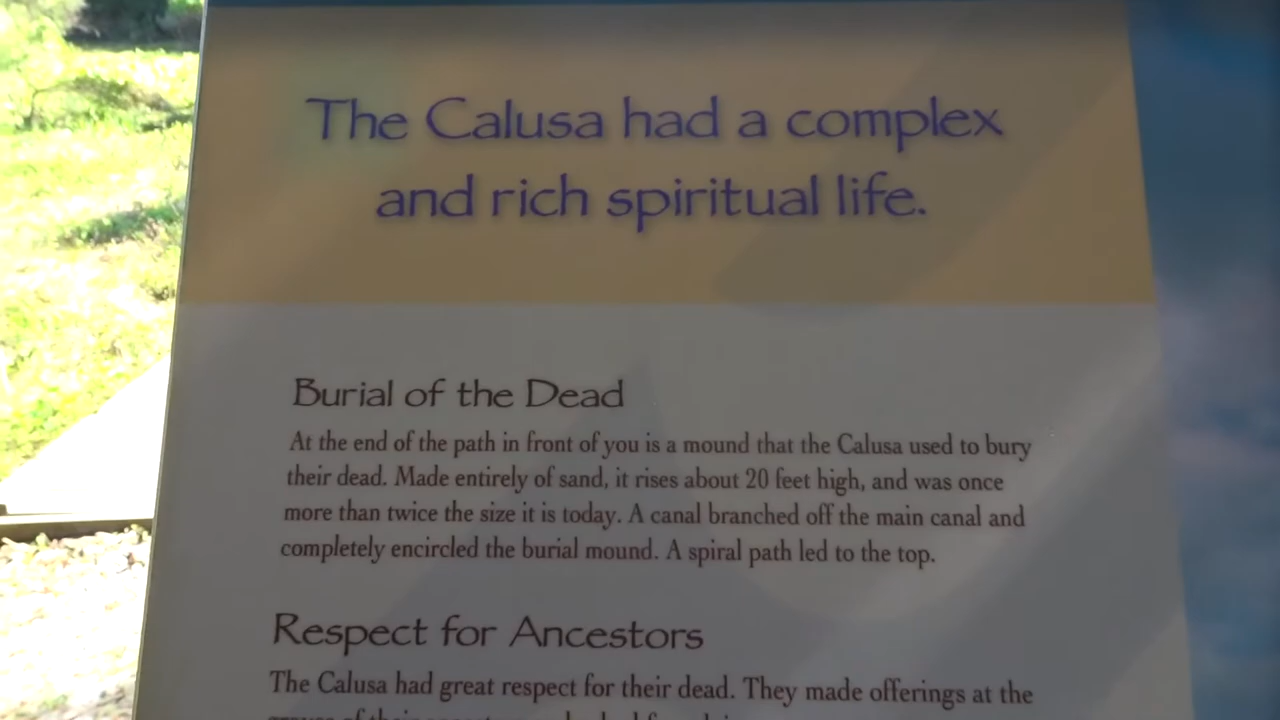 The Calusa had a complex
and rich spiritual life.
Burial of the Dead
At the end of the path in front of you is a mound that the Calusa used to bury
their dead. Made entirely of sand, it rises about 20 feet high, and was once
more than twice the size it is today. A canal branched off the main canal and
completely encircled the burial mound. A spiral path led to the top.
Respect for Ancestors
The Calusa had great respect for their dead. They made offerings at the